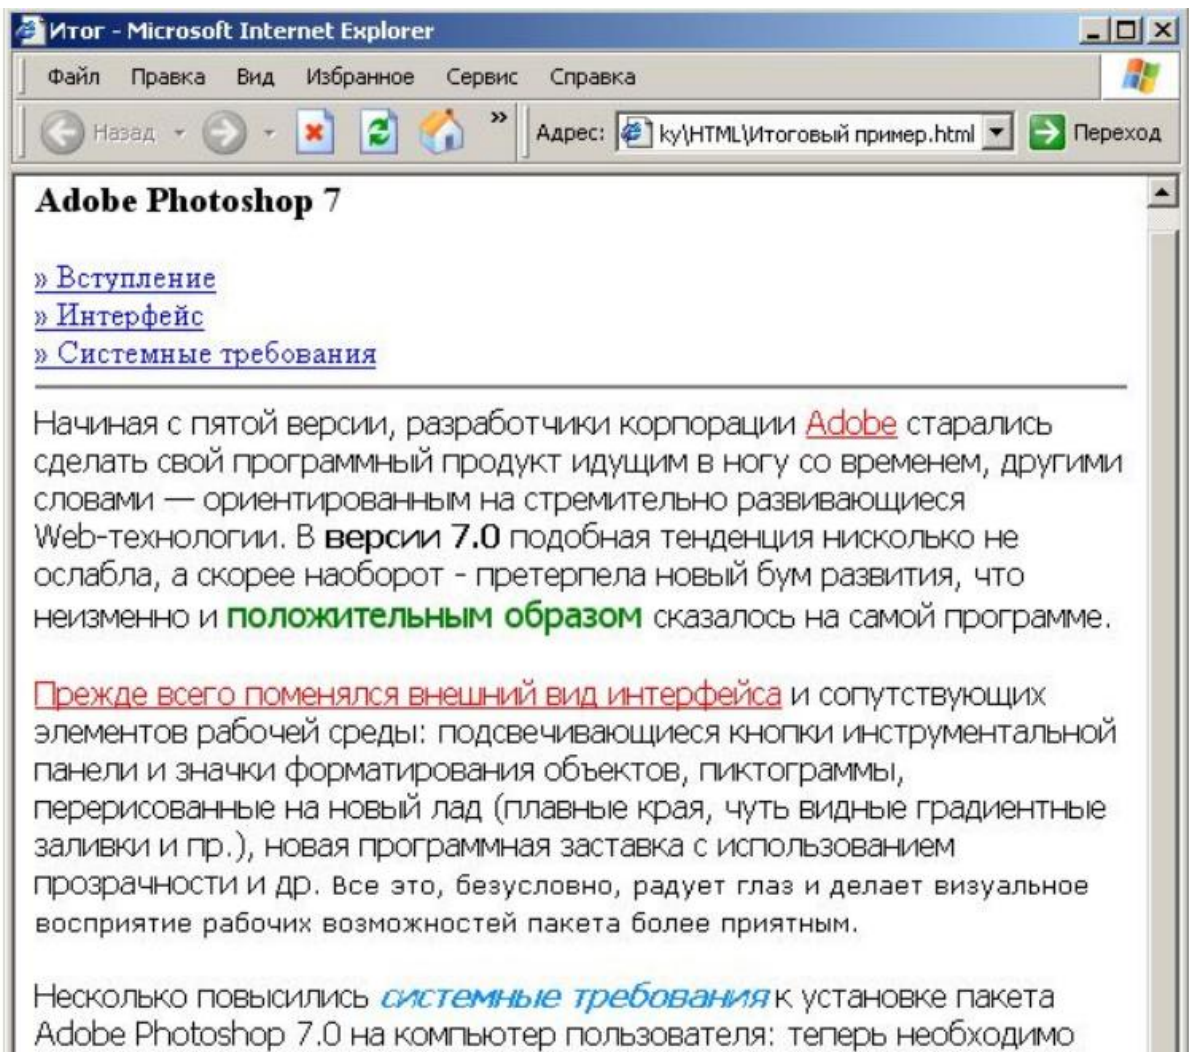 Итог - Microsoft Internet Explorer
Файл Правка Вид Избранное Сервис Справка
Назад » Адрес: ky\HTML\Итоговый пример.html Переход
Adobe Photoshop 7
» Вступление
» Интерфейс
» Системные требования
Начиная с пятой версии, разработчики корпорации Adobe старались
сделать свой программный продукт идущим в ногу со временем, другими
словами — ориентированным на стремительно развивающиеся
Web-технологии. В версии 7.0 подобная тенденция нисколько не
ослабла, а скорее наоборот - претерпела новый бум развития, что
неизменно и положительным образом сказалось на самой программе.
Прежде всего поменялся внешний вид интерфейса и сопутствующих
элементов рабочей среды: подсвечивающиеся кнопки инструментальной
панели и значки форматирования объектов, пиктограммы,
перерисованные на новый лад (плавные края, чуть видные градиентные
заливки и пр.), новая программная заставка с использованием
прозрачности и др. Все это, безусловно, радует глаз и делает визуальное
восприятие рабочих возможностей пакета более приятным.
Несколько повысились системные требования к установке пакета
Adobe Photoshop 7.0 на компьютер пользователя: теперь необходимо